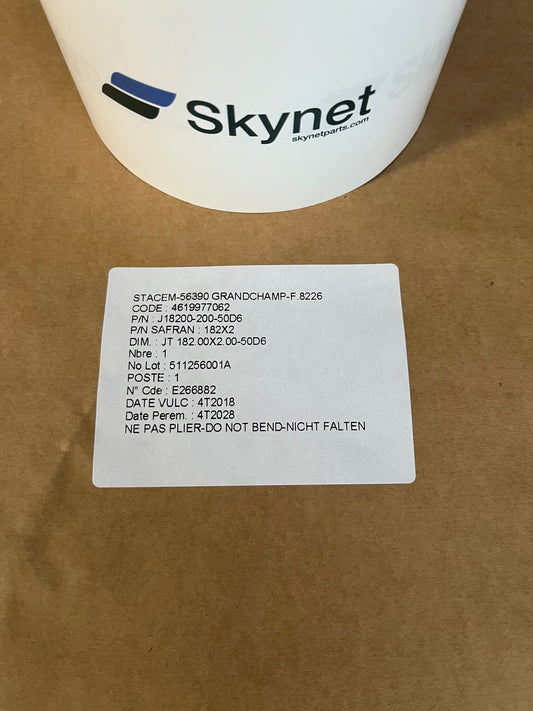 Skynet
skynetparts.com
STACEM-56390 GRANDCHAMP-F.8226
CODE : 4619977062
P/N : J18200-200-50D6
P/N SAFRAN : 182X2
DIM. : JT 182.00X2.00-50D6
Nbre : 1
No Lot : 511256001A
POSTE : 1
N° Cde : E266882
DATE VULC : 4T2018
Date Perem. : 4T2028
NE PAS PLIER-DO NOT BEND-NICHT FALTEN